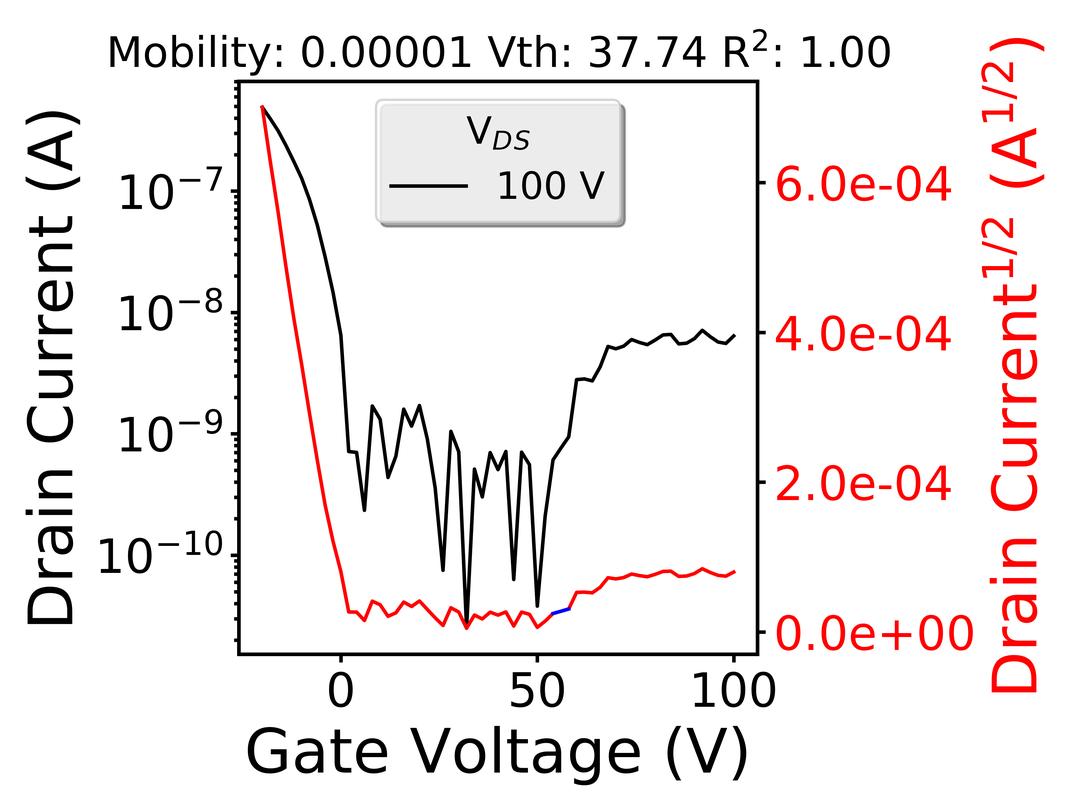 Mobility: 0.00001 Vth: 37.74 R²: 1.00
Drain Current (A)
10⁻⁷
10⁻⁸
10⁻⁹
10⁻¹⁰
V_DS
100 V
6.0e-04
4.0e-04
2.0e-04
0.0e+00
Drain Current^1/2 (A^1/2)
0 50 100
Gate Voltage (V)